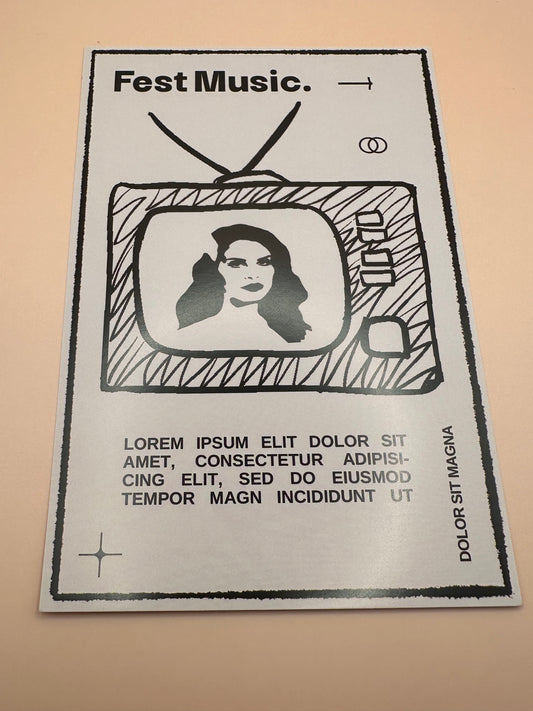 Fest Music.
LOREM IPSUM ELIT DOLOR SIT
AMET, CONSECTETUR ADIPISI-
CING ELIT, SED DO EIUSMOD
TEMPOR MAGN INCIDIDUNT UT
DOLOR SIT MAGNA